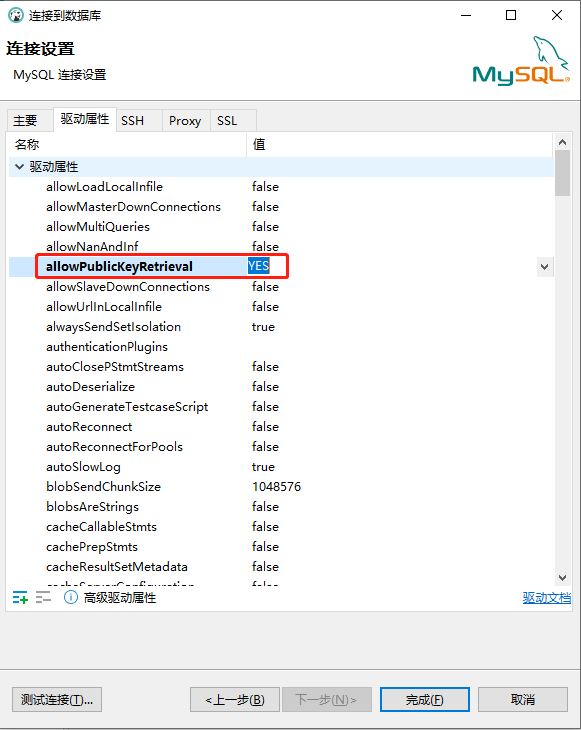 连接到数据库
连接设置
MySQL 连接设置
MySQL
主要 驱动属性 SSH Proxy SSL
名称 值
驱动属性
allowLoadLocalInfile false
allowMasterDownConnections false
allowMultiQueries false
allowNanAndInf false
allowPublicKeyRetrieval YES
allowSlaveDownConnections false
allowUrlInLocalInfile false
alwaysSendSetIsolation true
authenticationPlugins
autoClosePStmtStreams false
autoDeserialize false
autoGenerateTestcaseScript false
autoReconnect false
autoReconnectForPools false
autoSlowLog true
blobSendChunkSize 1048576
blobsAreStrings false
cacheCallableStmts false
cachePrepStmts false
cacheResultSetMetadata false
cacheServerConfiguration false
高级驱动属性 驱动文档
测试连接(T)... <上一步(B) 下一步(N)> 完成(F) 取消